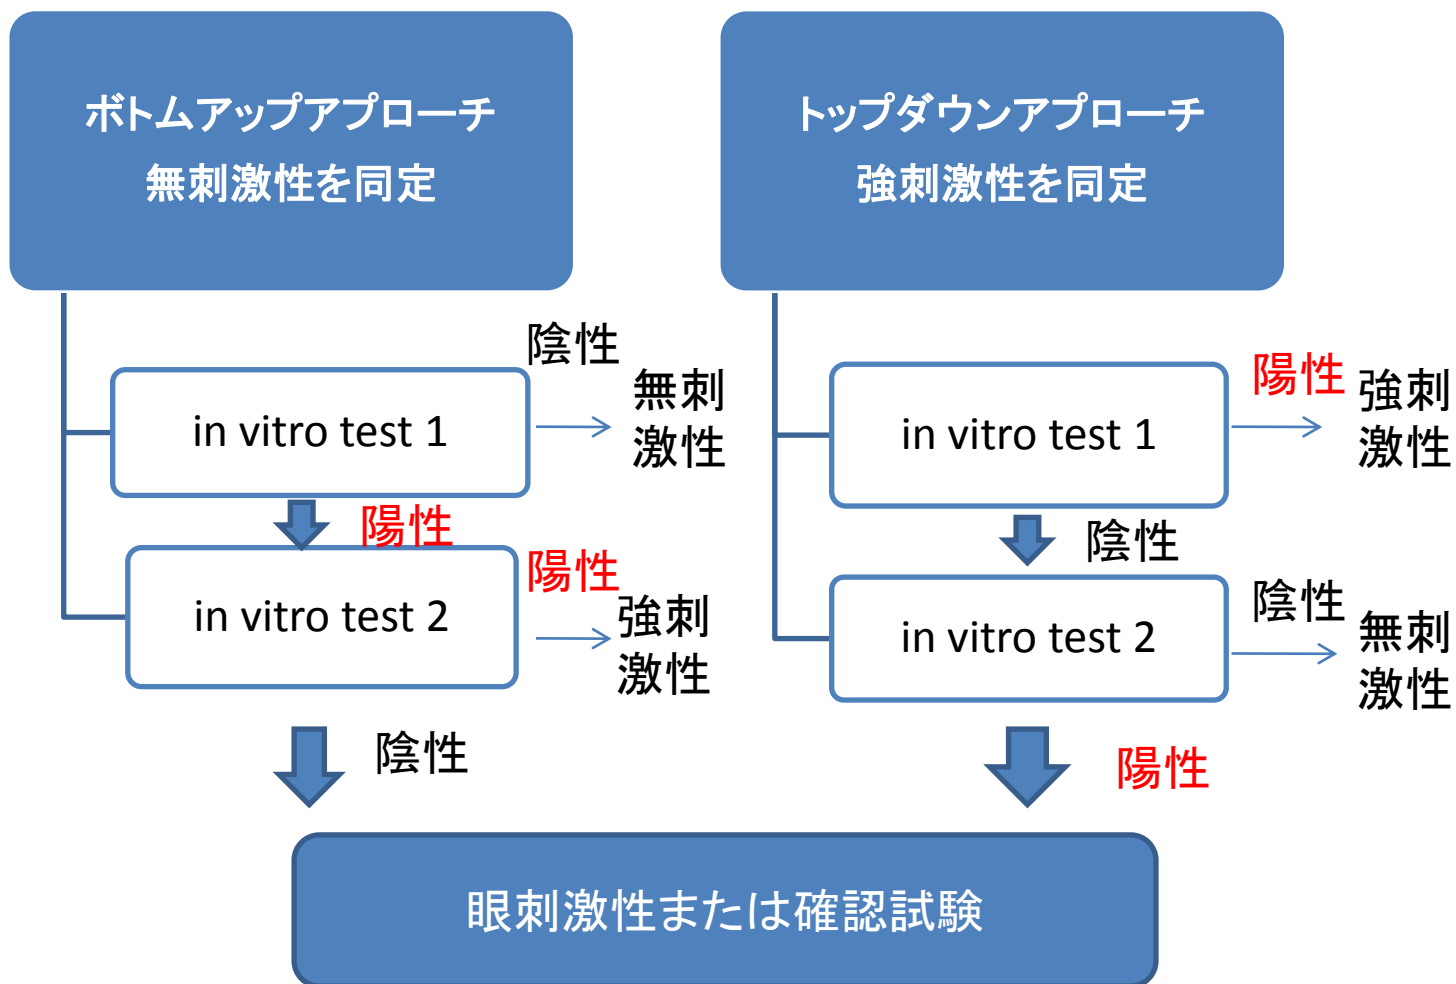 ボトムアップアプローチ
無刺激性を同定
陰性
in vitro test 1
無刺
激性
陽性
in vitro test 2
陽性
強刺
激性
陰性
トップダウンアプローチ
強刺激性を同定
in vitro test 1
陽性
強刺
激性
陰性
in vitro test 2
陰性
無刺
激性
陽性
眼刺激性または確認試験